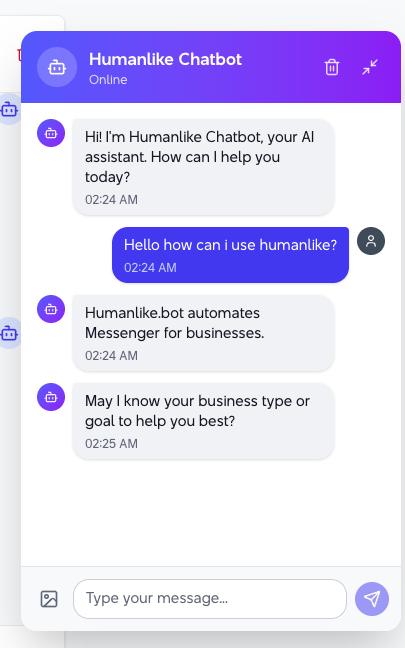 Humanlike Chatbot
Online
Hi! I'm Humanlike Chatbot, your AI
assistant. How can I help you
today?
02:24 AM
Hello how can i use humanlike?
02:24 AM
Humanlike.bot automates
Messenger for businesses.
02:24 AM
May I know your business type or
goal to help you best?
02:25 AM
Type your message...